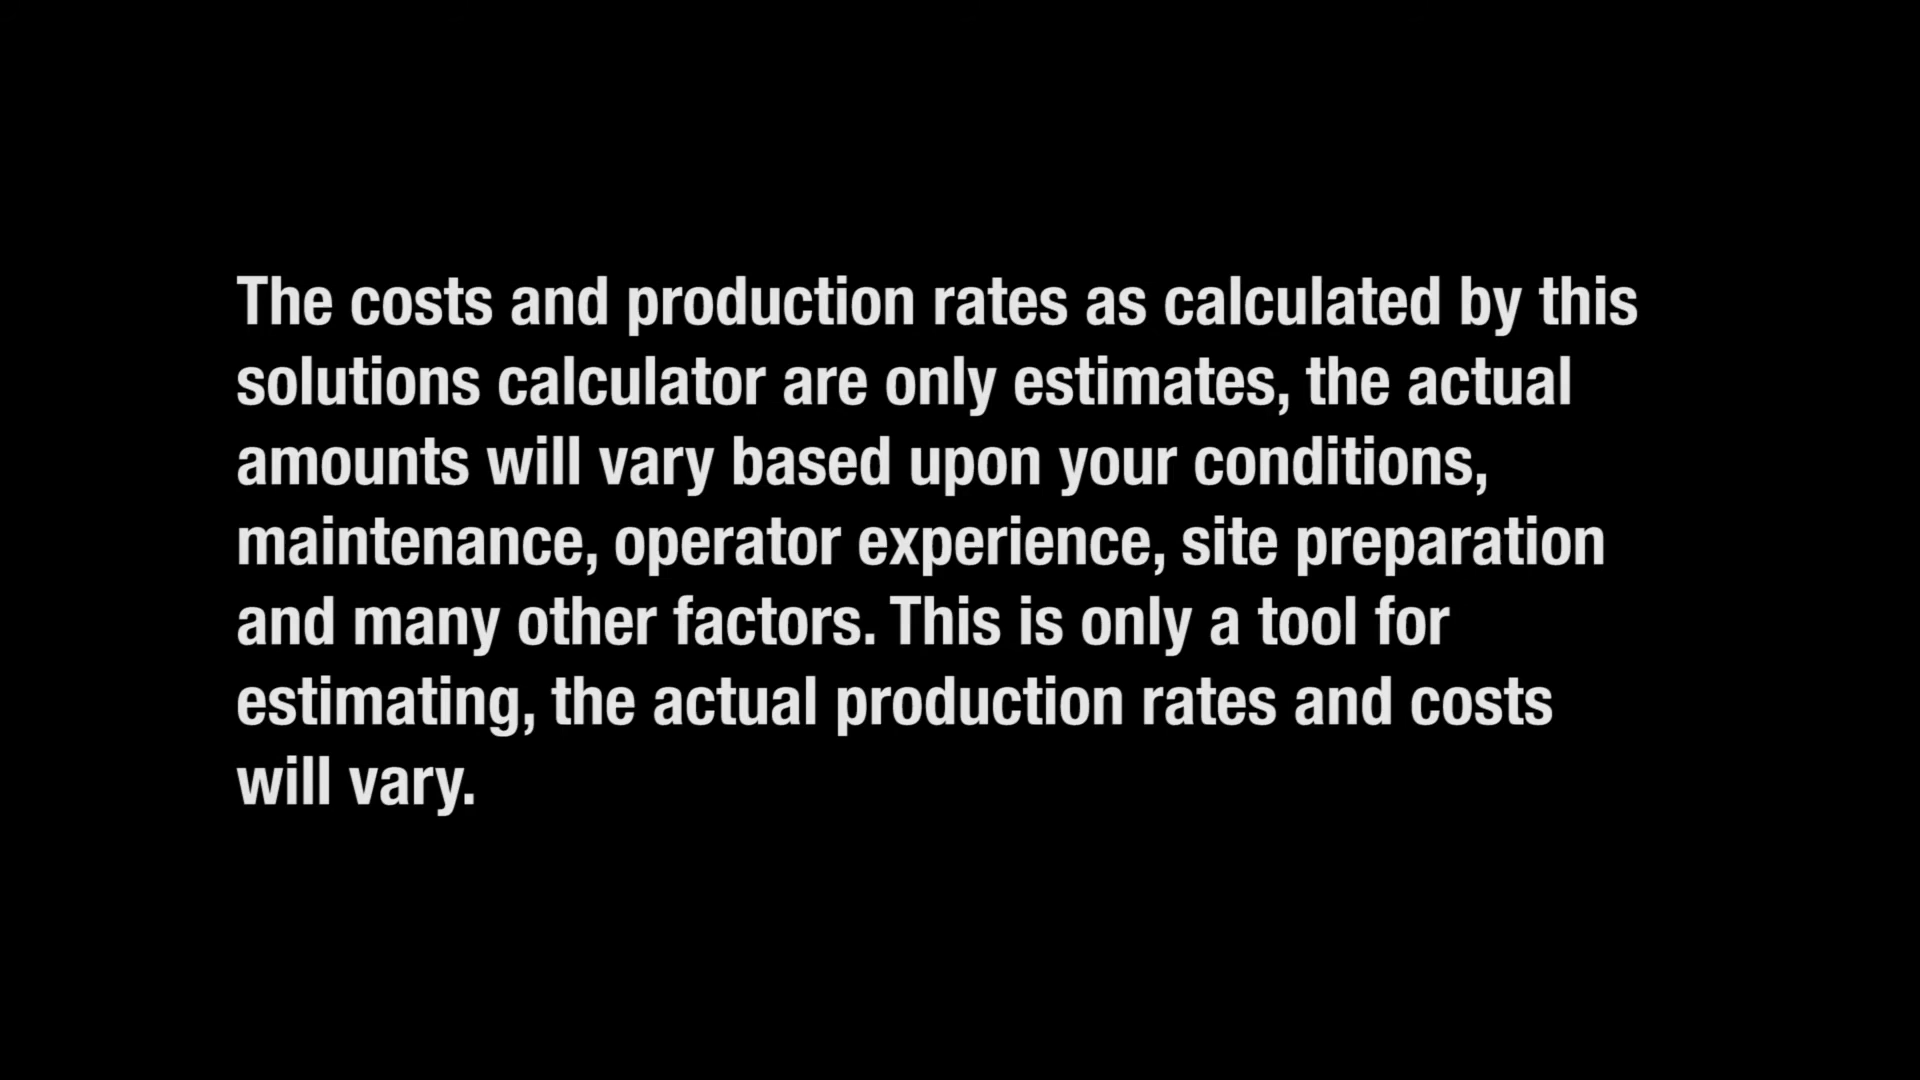 The costs and production rates as calculated by this
solutions calculator are only estimates, the actual
amounts will vary based upon your conditions,
maintenance, operator experience, site preparation
and many other factors. This is only a tool for
estimating, the actual production rates and costs
will vary.